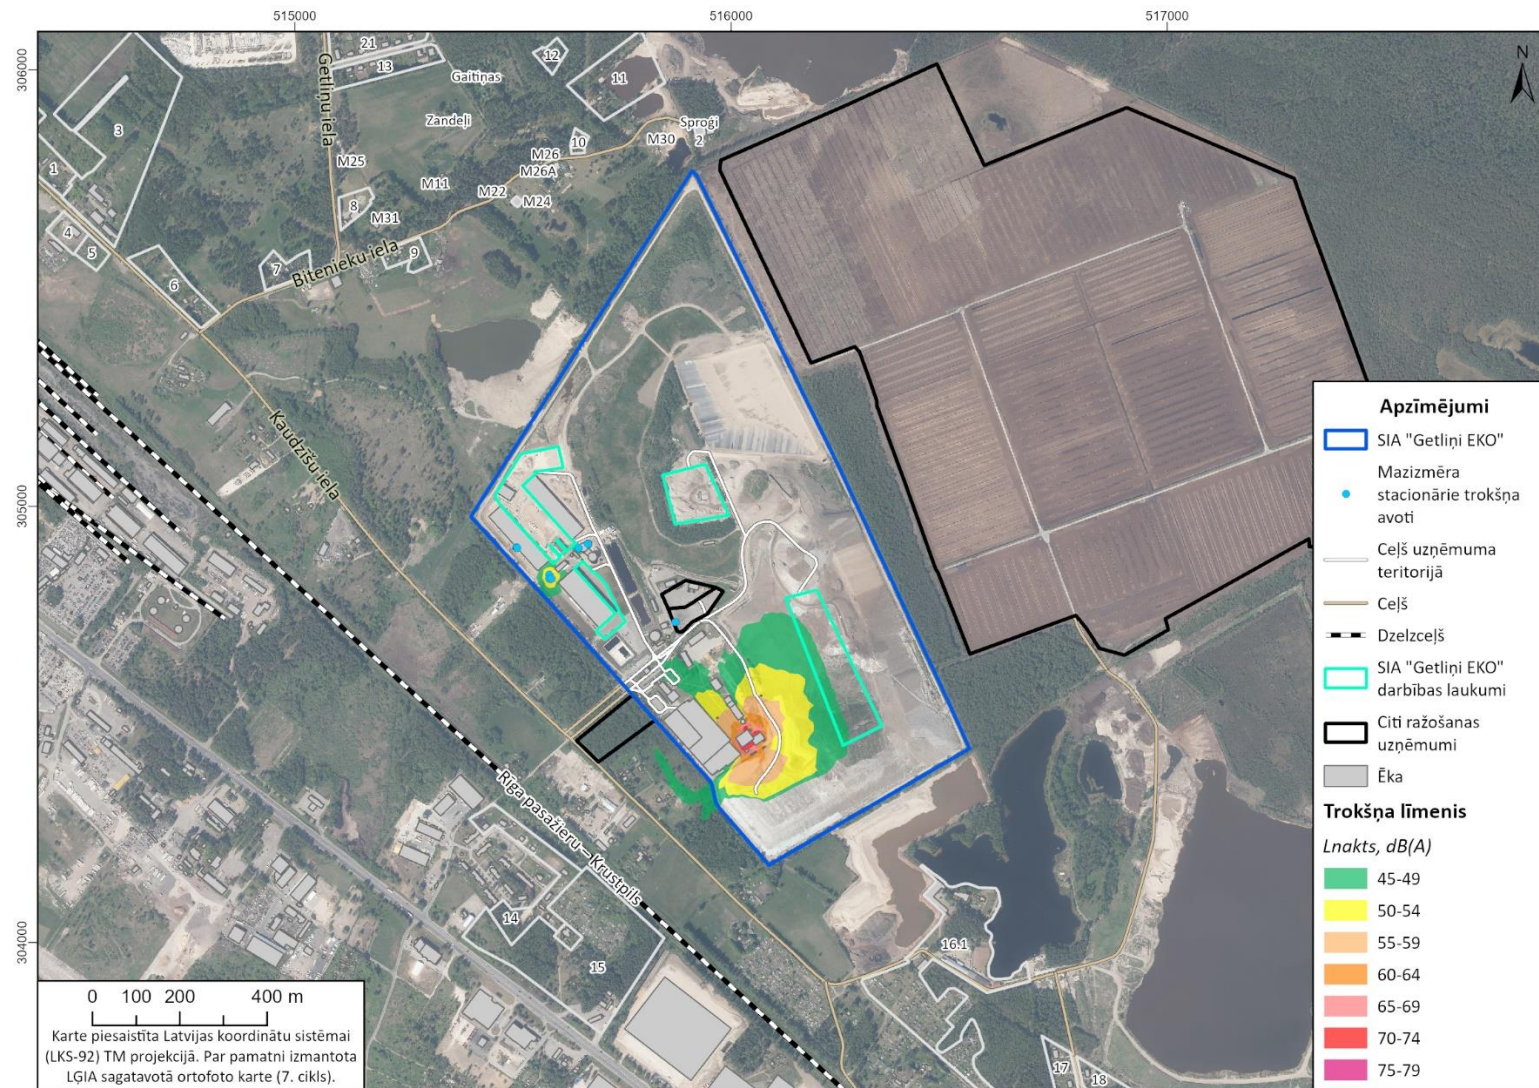 515000
516000
517000
306000
305000
304000
N
21
13
Gaitiņas
12
11
3
Getliņu iela
Zandeļi
Sproģi
2
M30
10
M26
M26A
M25
M11
M22
M24
1
8
M31
4
5
9
7
Bitenieku iela
6
Kaudzīšu iela
Rīga pasažieru – Krustpils
14
15
16.1
17
18
Apzīmējumi
SIA "Getliņi EKO"
Mazizmēra
stacionārie trokšņa
avoti
Ceļš uzņēmuma
teritorijā
Ceļš
Dzelzceļš
SIA "Getliņi EKO"
darbības laukumi
Citi ražošanas
uzņēmumi
Ēka
Trokšņa līmenis
Lnakts, dB(A)
45-49
50-54
55-59
60-64
65-69
70-74
75-79
0 100 200 400 m
Karte piesaistīta Latvijas koordinātu sistēmai
(LKS-92) TM projekcijā. Par pamatni izmantota
LĢIA sagatavotā ortofoto karte (7. cikls).